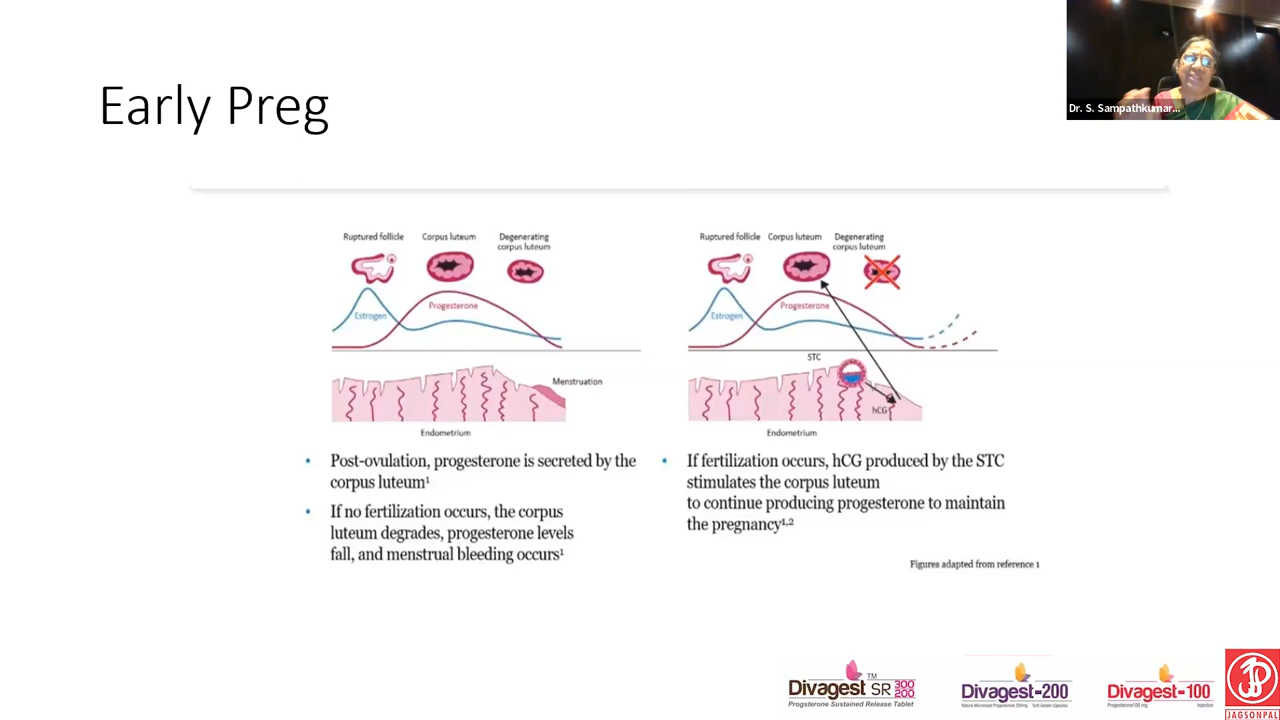 Early Preg
Dr. S. Sampathkumar...
Ruptured follicle
Corpus luteum
Degenerating
corpus luteum
Estrogen
Progesterone
Menstruation
Endometrium
Ruptured follicle
Corpus luteum
Degenerating
corpus luteum
Estrogen
Progesterone
STC
hCG
Endometrium
• Post-ovulation, progesterone is secreted by the
corpus luteum¹
• If no fertilization occurs, the corpus
luteum degrades, progesterone levels
fall, and menstrual bleeding occurs¹
• If fertilization occurs, hCG produced by the STC
stimulates the corpus luteum
to continue producing progesterone to maintain
the pregnancy¹,²
Figures adapted from reference 1
Divagest™ SR 300 200
Progsterone Sustained Release Tablet
Divagest-200
Natural Micronised Progesterone 200mg Soft Gelatin Capsules
Divagest-100
Progesterone 100 mg Injection
JAGSONPAL